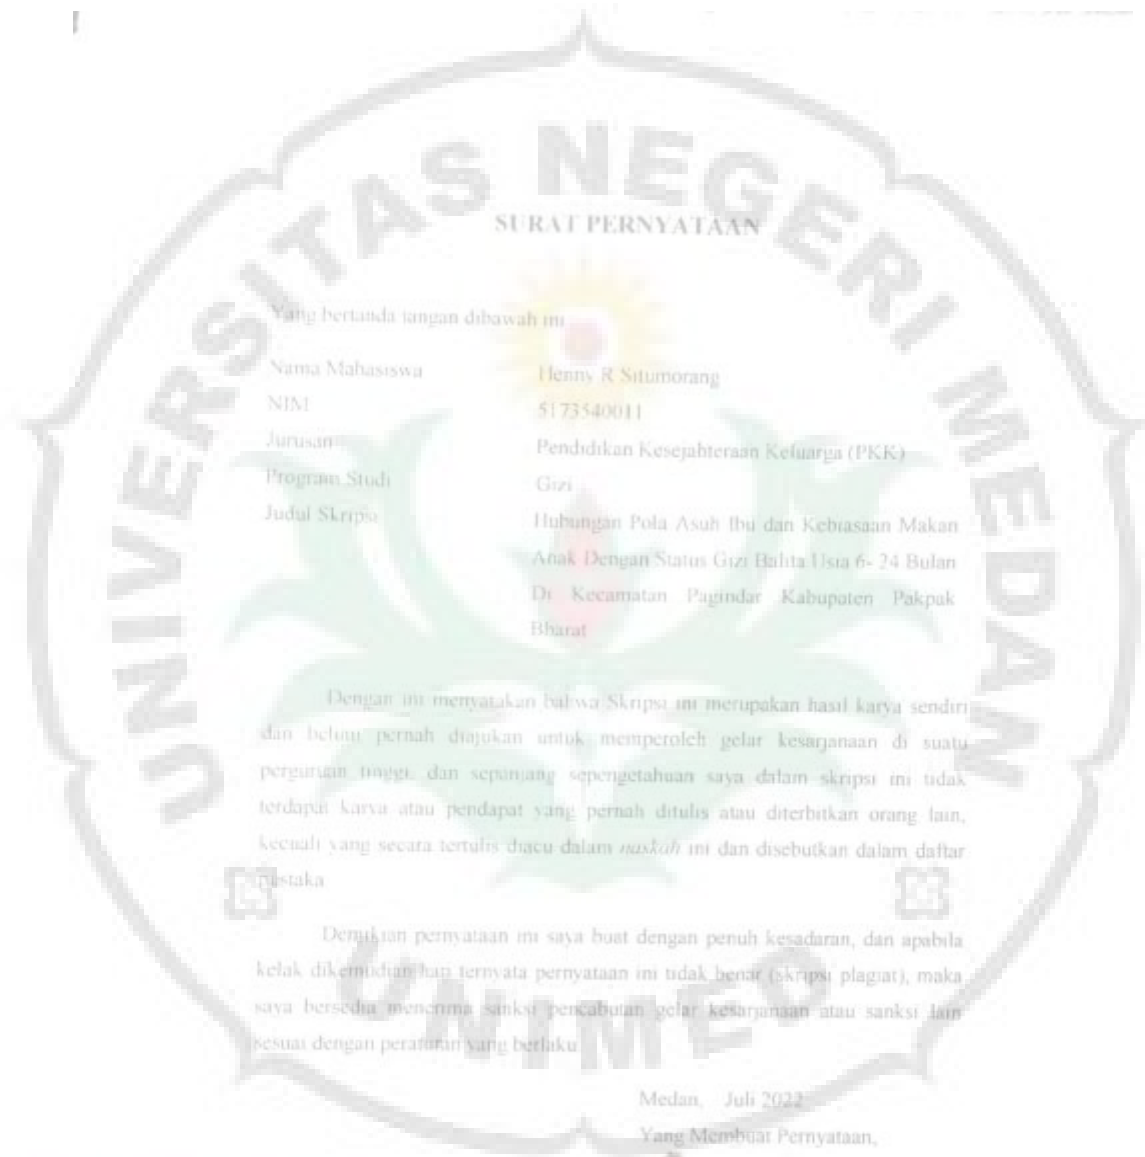 UNIVERSITAS NEGERI MEDAN
SURAT PERNYATAAN
Yang bertanda tangan dibawah ini
Nama Mahasiswa Henny R Situmorang
NIM 5173540011
Jurusan Pendidikan Kesejahteraan Keluarga (PKK)
Program Studi Gizi
Judul Skripsi Hubungan Pola Asuh Ibu dan Kebiasaan Makan
Anak Dengan Status Gizi Balita Usia 6- 24 Bulan
Di Kecamatan Pagindar Kabupaten Pakpak
Bharat
Dengan ini menyatakan bahwa Skripsi ini merupakan hasil karya sendiri
dan belum pernah diajukan untuk memperoleh gelar kesarjanaan di suatu
perguruan tinggi, dan sepanjang sepengetahuan saya dalam skripsi ini tidak
terdapat karya atau pendapat yang pernah ditulis atau diterbitkan orang lain,
kecuali yang secara tertulis diacu dalam naskah ini dan disebutkan dalam daftar
pustaka
Demikian pernyataan ini saya buat dengan penuh kesadaran, dan apabila
kelak dikemudian hari ternyata pernyataan ini tidak benar (skripsi plagiat), maka
saya bersedia menerima sanksi pencabutan gelar kesarjanaan atau sanksi lain
sesuai dengan peraturan yang berlaku
UNIMED
Medan, Juli 2022
Yang Membuat Pernyataan,